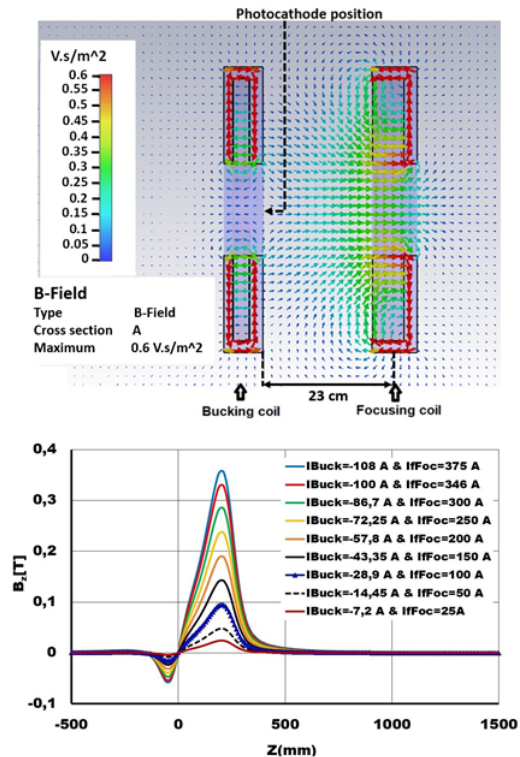 Photocathode position
V.s/m^2
0.6
0.55
0.5
0.45
0.4
0.35
0.3
0.25
0.2
0.15
0.1
0.05
0
B-Field
Type B-Field
Cross section A
Maximum 0.6 V.s/m^2
23 cm
Bucking coil
Focusing coil
0,4
0,3
0,2
0,1
0
-0,1
Bz[T]
IBuck=-108 A & IfFoc=375 A
IBuck=-100 A & IfFoc=346 A
IBuck=-86,7 A & IfFoc=300 A
IBuck=-72,25 A & IfFoc=250 A
IBuck=-57,8 A & IfFoc=200 A
IBuck=-43,35 A & IfFoc=150 A
IBuck=-28,9 A & IfFoc=100 A
IBuck=-14,45 A & IfFoc=50 A
IBuck=-7,2 A & IfFoc=25A
-500 0 500 1000 1500
Z(mm)